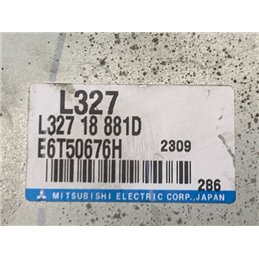 L327
L327 18 881D
E6T50676H 2309
286
MITSUBISHI ELECTRIC CORP., JAPAN